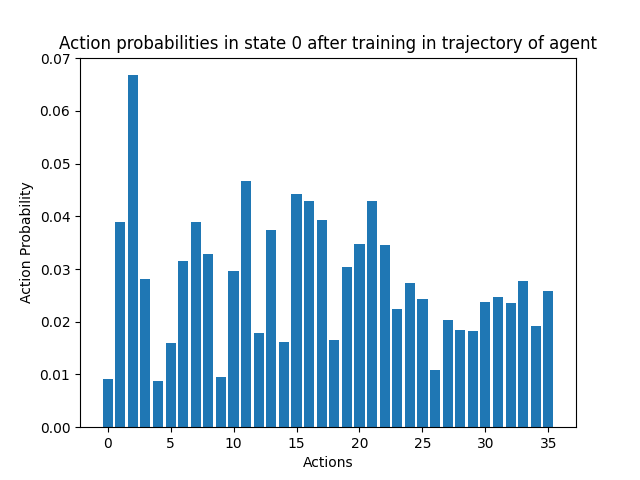 Action probabilities in state 0 after training in trajectory of agent
0.07
0.06
0.05
0.04
0.03
0.02
0.01
0.00
Action Probability
0 5 10 15 20 25 30 35
Actions